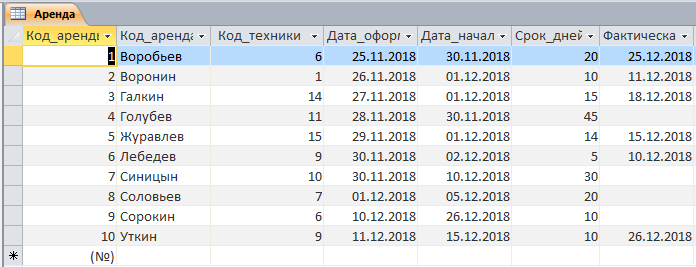 Аренда
Код_аренды Код_аренда Код_техники Дата_оформ Дата_начал Срок_дней Фактическа
1 Воробьев 6 25.11.2018 30.11.2018 20 25.12.2018
2 Воронин 1 26.11.2018 01.12.2018 10 11.12.2018
3 Галкин 14 27.11.2018 01.12.2018 15 18.12.2018
4 Голубев 11 28.11.2018 30.11.2018 45
5 Журавлев 15 29.11.2018 01.12.2018 14 15.12.2018
6 Лебедев 9 30.11.2018 02.12.2018 5 10.12.2018
7 Синицын 10 30.11.2018 10.12.2018 30
8 Соловьев 7 01.12.2018 05.12.2018 20
9 Сорокин 6 10.12.2018 26.12.2018 10
10 Уткин 9 11.12.2018 15.12.2018 10 26.12.2018
(№)